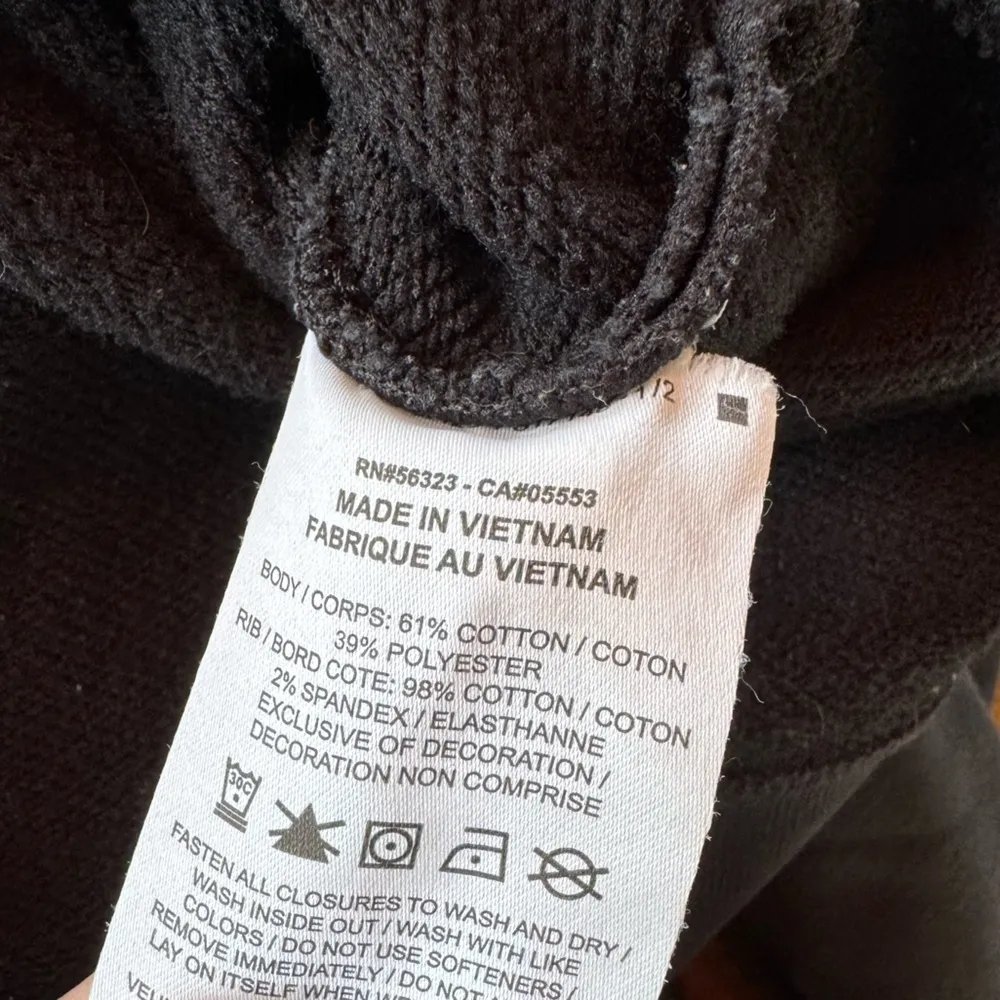 1/2
RN#56323 - CA#05553
MADE IN VIETNAM
FABRIQUE AU VIETNAM
BODY / CORPS: 61% COTTON / COTON
39% POLYESTER
RIB / BORD COTE: 98% COTTON / COTON
2% SPANDEX / ELASTHANNE
EXCLUSIVE OF DECORATION /
DECORATION NON COMPRISE
30C
FASTEN ALL CLOSURES TO WASH AND DRY /
WASH INSIDE OUT / WASH WITH LIKE
COLORS / DO NOT USE SOFTENERS /
REMOVE IMMEDIATELY / DO NOT
LAY ON ITSELF WHEN